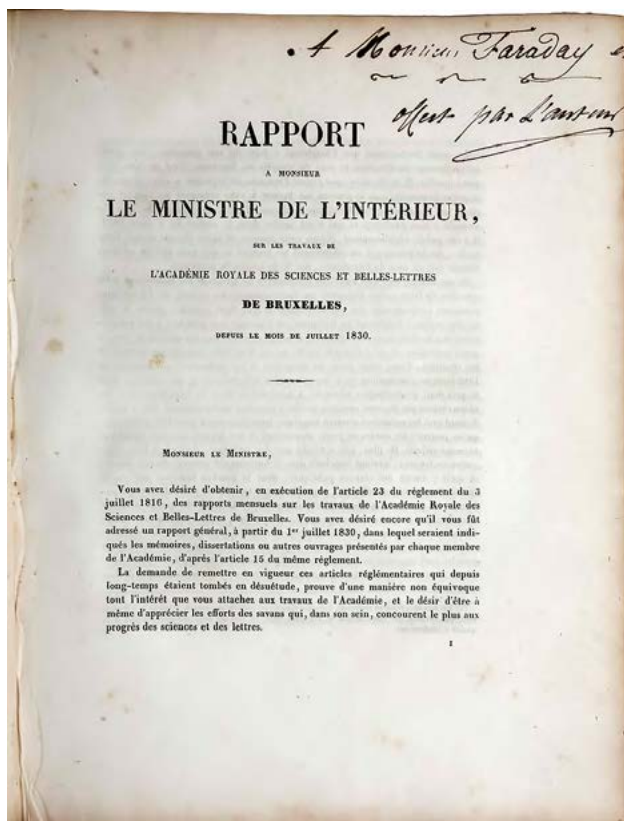 A Monsieur Faraday
offert par L'auteur
RAPPORT
A MONSIEUR
LE MINISTRE DE L'INTÉRIEUR,
SUR LES TRAVAUX DE
L'ACADÉMIE ROYALE DES SCIENCES ET BELLES-LETTRES
DE BRUXELLES,
DEPUIS LE MOIS DE JUILLET 1830.
MONSIEUR LE MINISTRE,
Vous avez désiré d'obtenir, en exécution de l'article 23 du réglement du 3
juillet 1816, des rapports mensuels sur les travaux de l'Académie Royale des
Sciences et Belles-Lettres de Bruxelles. Vous avez désiré encore qu'il vous fût
adressé un rapport général, à partir du 1er juillet 1830, dans lequel seraient indi-
qués les mémoires, dissertations ou autres ouvrages présentés par chaque membre
de l'Académie, d'après l'article 15 du même réglement.
La demande de remettre en vigueur ces articles réglémentaires qui depuis
long-temps étaient tombés en désuétude, prouve d'une manière non équivoque
tout l'intérêt que vous attachez aux travaux de l'Académie, et le désir d'être à
même d'apprécier les efforts des savans qui, dans son sein, concourent le plus aux
progrès des sciences et des lettres.
1